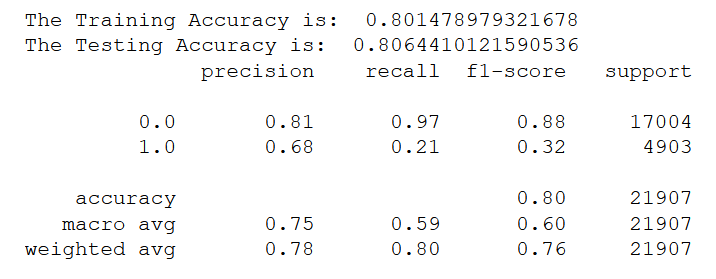 The Training Accuracy is:  0.801478979321678
The Testing Accuracy is:  0.8064410121590536
precision    recall  f1-score   support
0.0       0.81      0.97      0.88     17004
1.0       0.68      0.21      0.32      4903
accuracy                           0.80     21907
macro avg       0.75      0.59      0.60     21907
weighted avg       0.78      0.80      0.76     21907